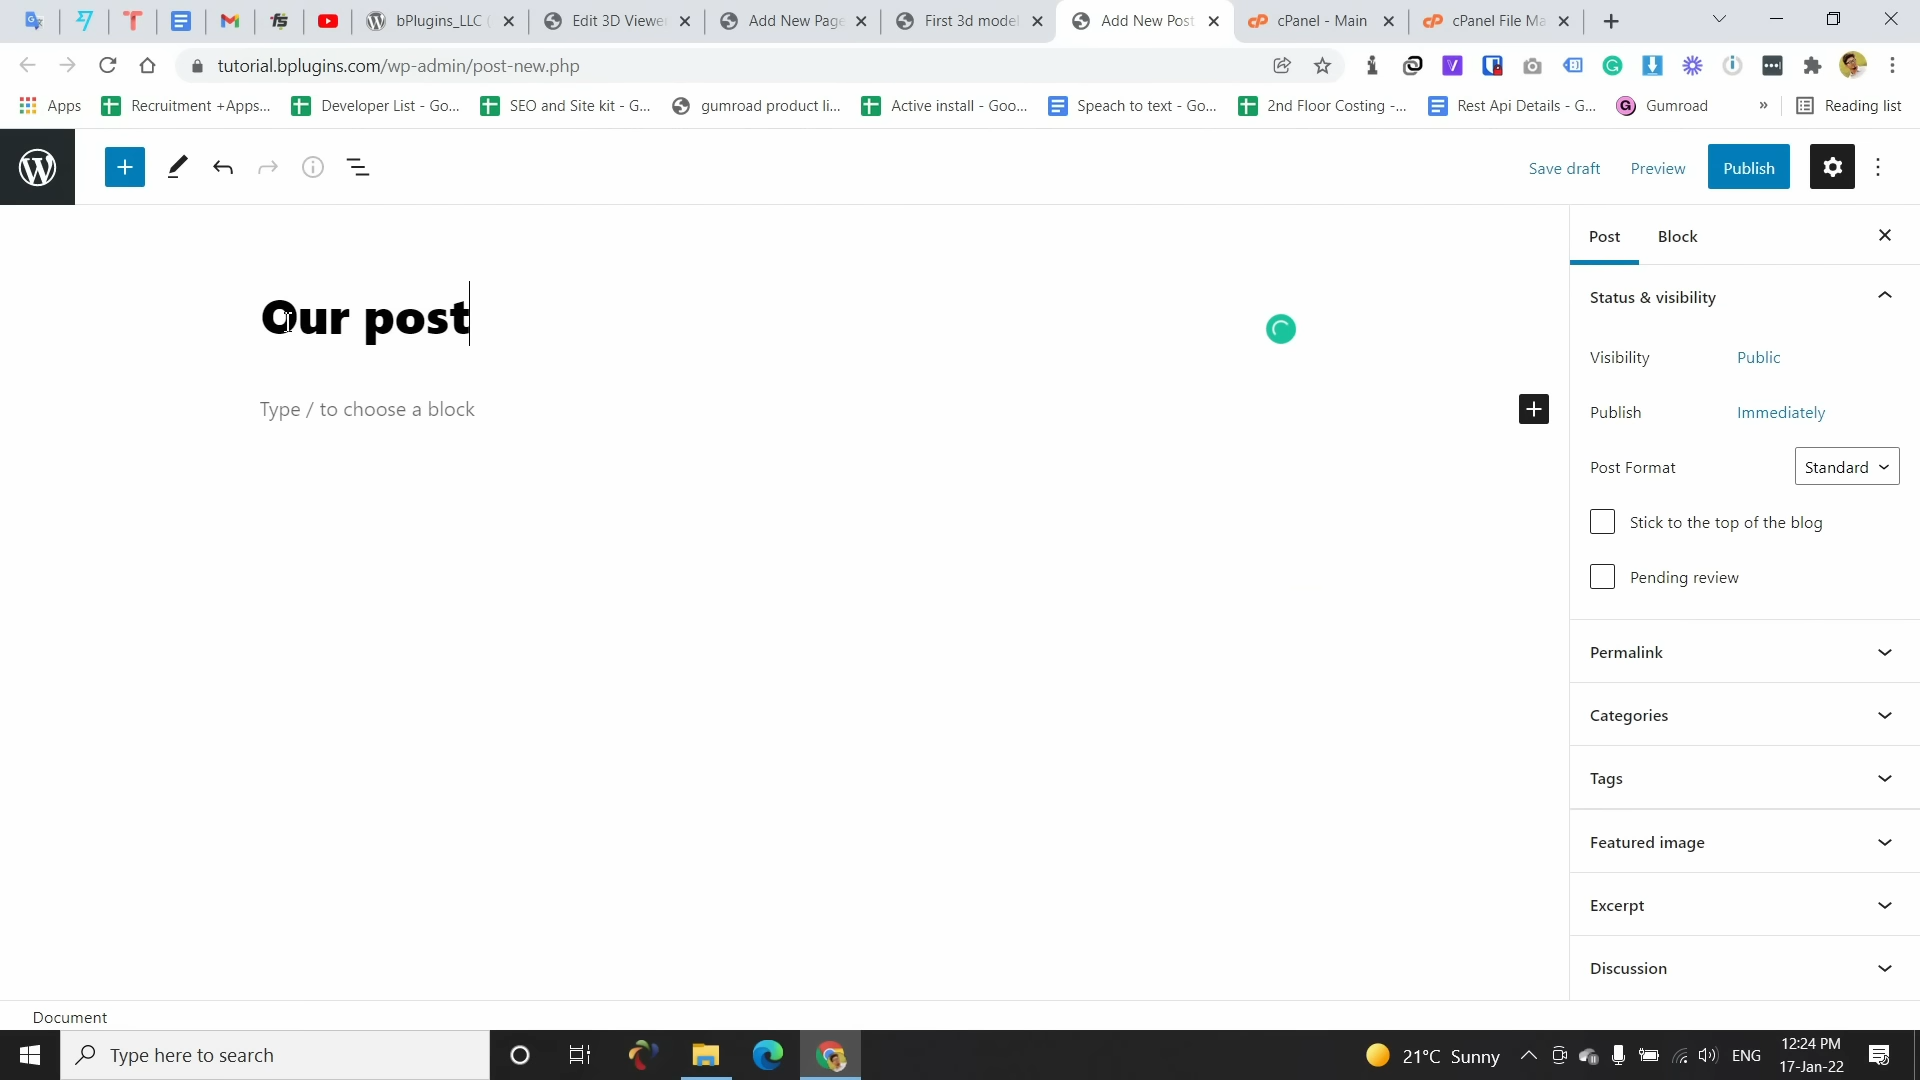 bPlugins_LLC (
Edit 3D Viewe
Add New Page
First 3d model
Add New Post
cPanel - Main
cPanel File Ma
tutorial.bplugins.com/wp-admin/post-new.php
Apps
Recruitment +Apps...
Developer List - Go...
SEO and Site kit - G...
gumroad product li...
Active install - Goo...
Speach to text - Go...
2nd Floor Costing -...
Rest Api Details - G...
Gumroad
»
Reading list
Save draft
Preview
Publish
Post
Block
Our post
Type / to choose a block
Status & visibility
Visibility
Public
Publish
Immediately
Post Format
Standard
Stick to the top of the blog
Pending review
Permalink
Categories
Tags
Featured image
Excerpt
Discussion
Document
Type here to search
21°C Sunny
ENG
12:24 PM
17-Jan-22